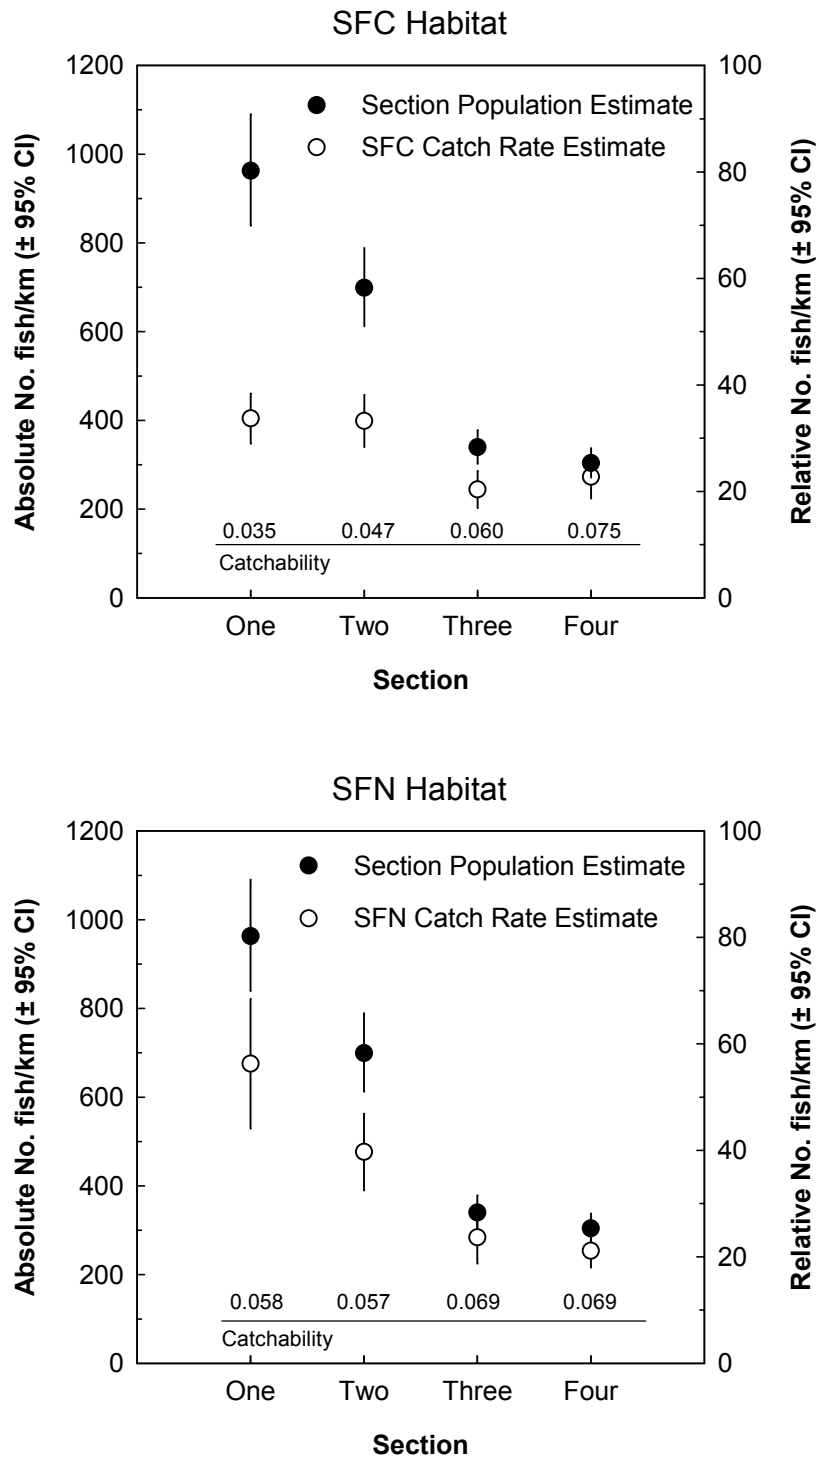 SFC Habitat
1200
1000
800
600
400
200
0
100
80
60
40
20
0
Absolute No. fish/km (± 95% CI)
Relative No. fish/km (± 95% CI)
Section Population Estimate
SFC Catch Rate Estimate
0.035 0.047 0.060 0.075
Catchability
One Two Three Four
Section
SFN Habitat
1200
1000
800
600
400
200
0
100
80
60
40
20
0
Absolute No. fish/km (± 95% CI)
Relative No. fish/km (± 95% CI)
Section Population Estimate
SFN Catch Rate Estimate
0.058 0.057 0.069 0.069
Catchability
One Two Three Four
Section